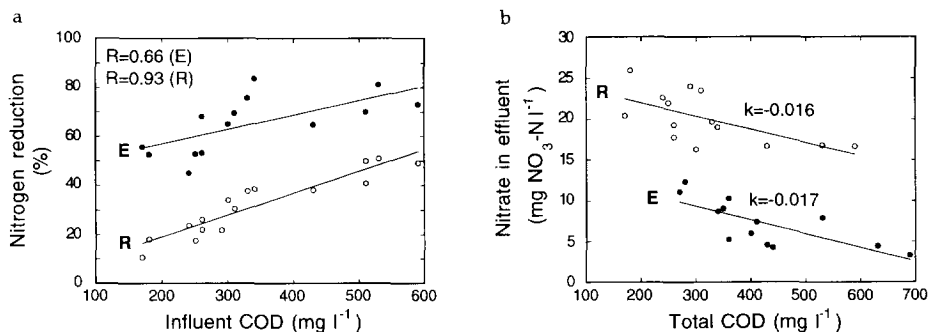 a
Nitrogen reduction
(%)
100
80
60
40
20
0
R=0.66 (E)
R=0.93 (R)
E
R
100 200 300 400 500 600
Influent COD (mg l⁻¹)
b
Nitrate in effluent
(mg NO₃-N l⁻¹)
30
25
20
15
10
5
0
R
k=-0.016
E
k=-0.017
100 200 300 400 500 600 700
Total COD (mg l⁻¹)